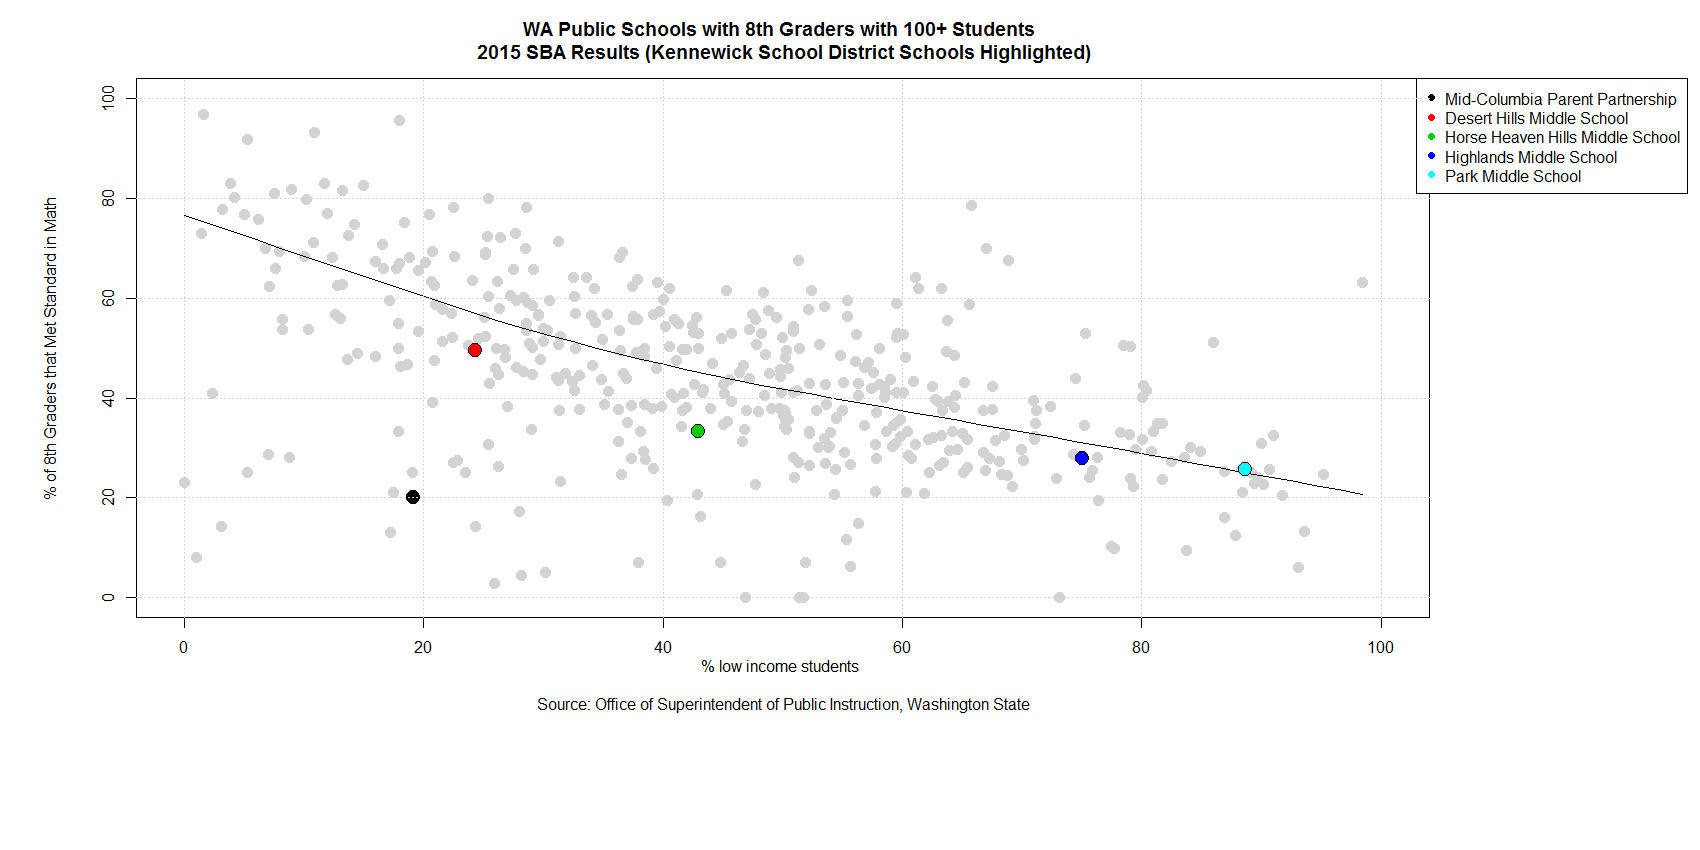 WA Public Schools with 8th Graders with 100+ Students
2015 SBA Results (Kennewick School District Schools Highlighted)
Mid-Columbia Parent Partnership
Desert Hills Middle School
Horse Heaven Hills Middle School
Highlands Middle School
Park Middle School
% of 8th Graders that Met Standard in Math
100
80
60
40
20
0
0 20 40 60 80 100
% low income students
Source: Office of Superintendent of Public Instruction, Washington State